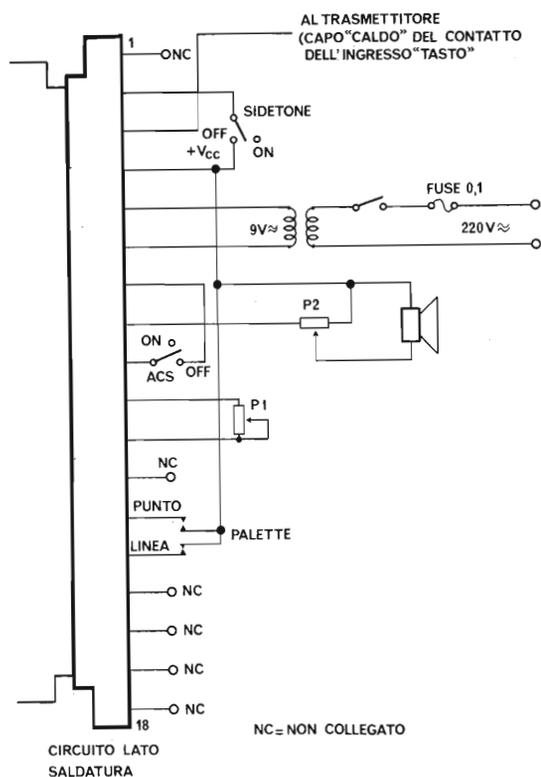 AL TRASMETTITORE
(CAPO "CALDO" DEL CONTATTO
DELL'INGRESSO "TASTO"
1
NC
SIDETONE
OFF
ON
+VCC
FUSE 0,1
9V≈
220V≈
P2
ON
ACS
OFF
P1
NC
PUNTO
PALETTE
LINEA
NC
NC
NC
NC
18
NC=NON COLLEGATO
CIRCUITO LATO
SALDATURA